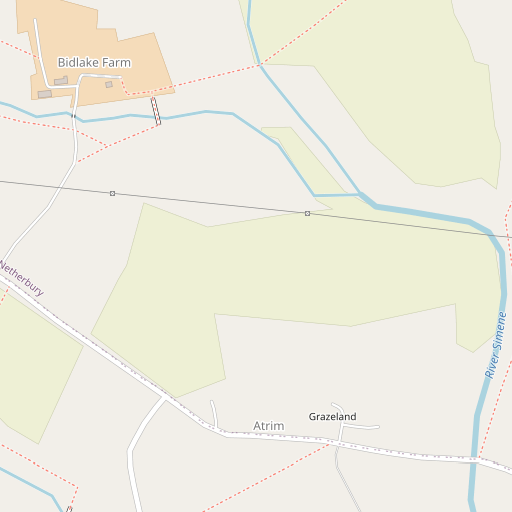 Bidlake Farm
Netherbury
River Simene
Grazeland
Atrim